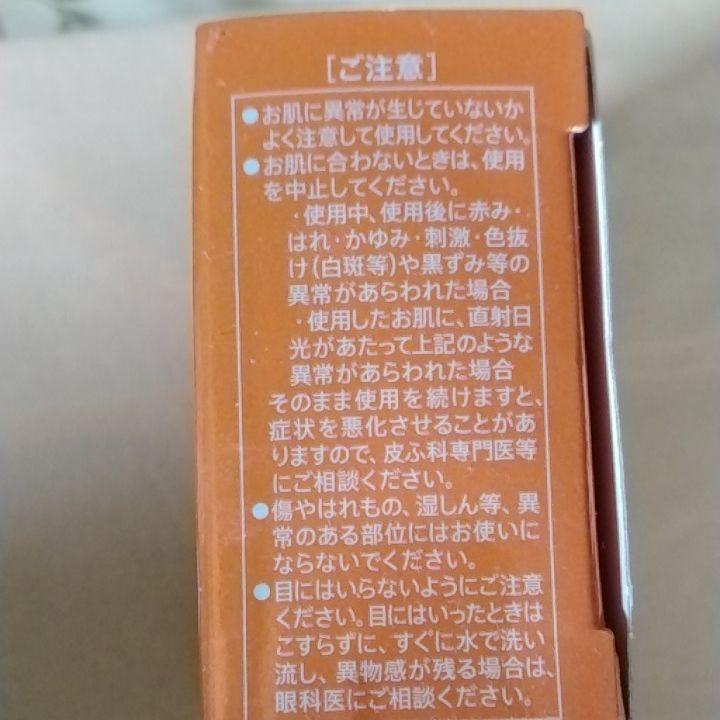 [ご注意]
●お肌に異常が生じていないか
よく注意して使用してください。
●お肌に合わないときは、使用
を中止してください。
・使用中、使用後に赤み・
はれ・かゆみ・刺激・色抜
け(白斑等)や黒ずみ等の
異常があらわれた場合
・使用したお肌に、直射日
光があたって上記のような
異常があらわれた場合
そのまま使用を続けますと、
症状を悪化させることがあ
りますので、皮ふ科専門医等
にご相談ください。
●傷やはれもの、湿しん等、異
常のある部位にはお使いに
ならないでください。
●目にはいらないようにご注意
ください。目にはいったときは
こすらずに、すぐに水で洗い
流し、異物感が残る場合は、
眼科医にご相談ください。